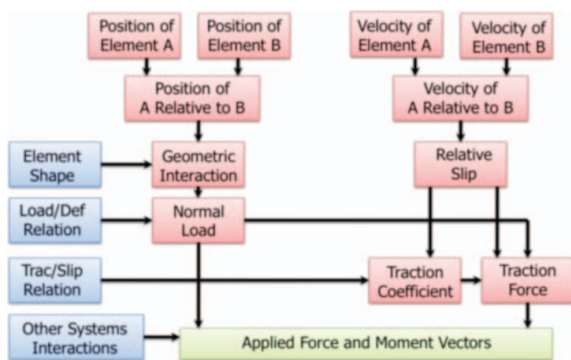 Position of
Element A
Position of
Element B
Velocity of
Element A
Velocity of
Element B
Position of
A Relative to B
Velocity of
A Relative to B
Element
Shape
Geometric
Interaction
Relative
Slip
Load/Def
Relation
Normal
Load
Trac/Slip
Relation
Traction
Coefficient
Traction
Force
Other Systems
Interactions
Applied Force and Moment Vectors